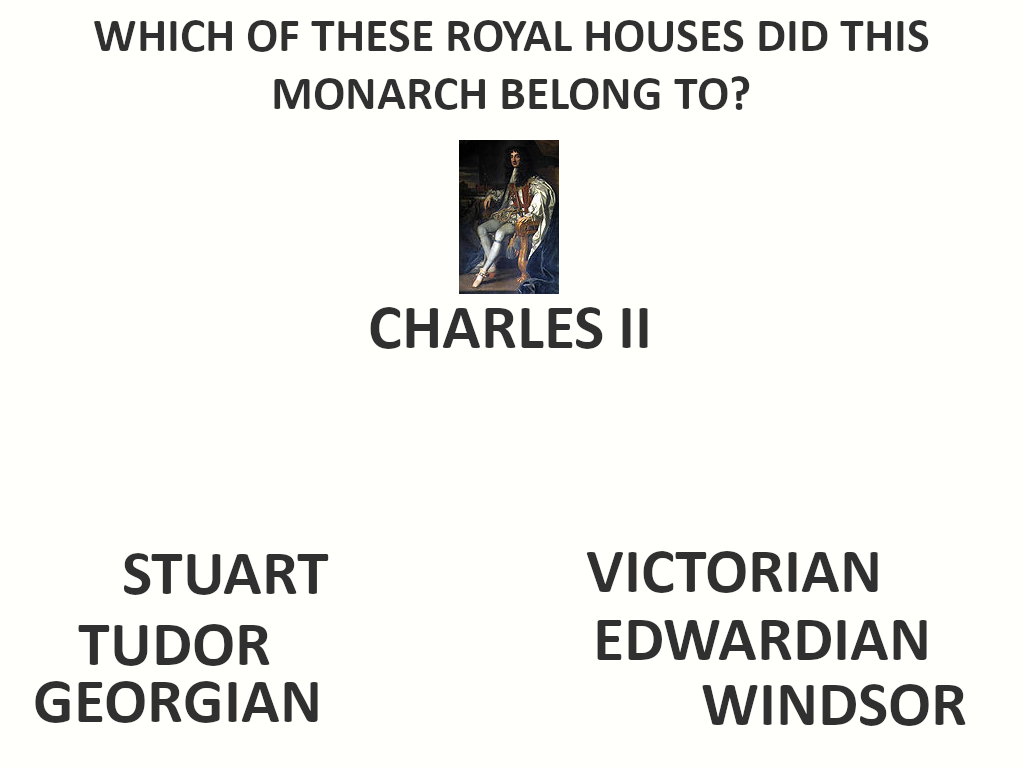 WHICH OF THESE ROYAL HOUSES DID THIS
MONARCH BELONG TO?
CHARLES II
STUART
TUDOR
GEORGIAN
VICTORIAN
EDWARDIAN
WINDSOR